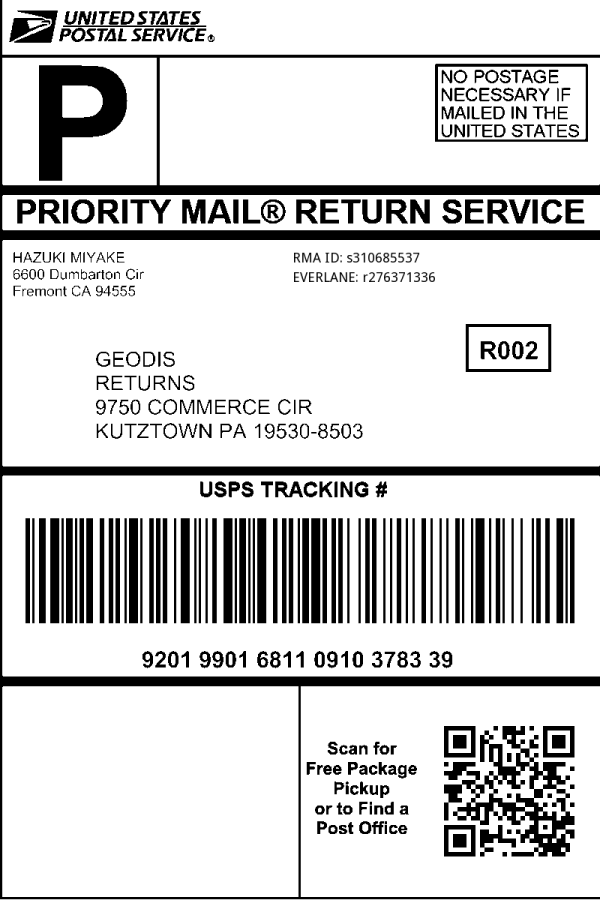 UNITED STATES
POSTAL SERVICE®
P
NO POSTAGE
NECESSARY IF
MAILED IN THE
UNITED STATES
PRIORITY MAIL® RETURN SERVICE
HAZUKI MIYAKE
6600 Dumbarton Cir
Fremont CA 94555
RMA ID: s310685537
EVERLANE: r276371336
R002
GEODIS
RETURNS
9750 COMMERCE CIR
KUTZTOWN PA 19530-8503
USPS TRACKING #
9201 9901 6811 0910 3783 39
Scan for
Free Package
Pickup
or to Find a
Post Office